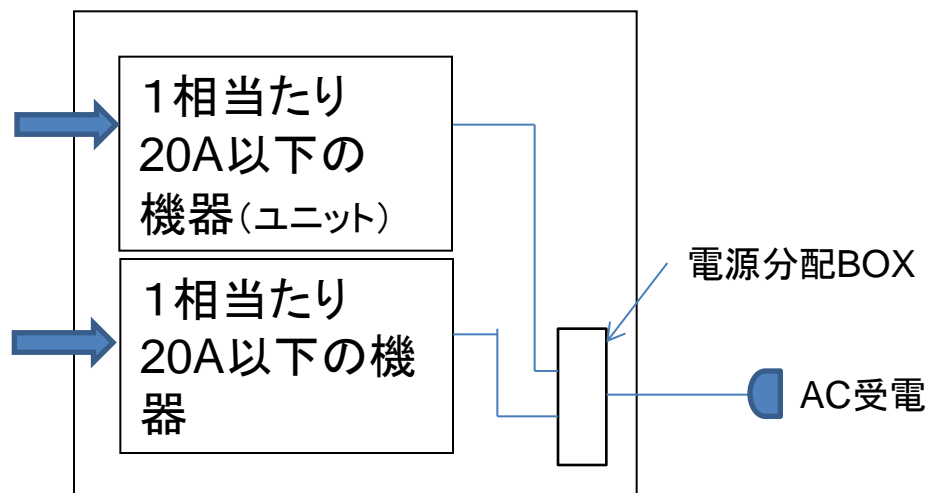 １相当たり
20A以下の
機器（ユニット）
１相当たり
20A以下の機
器
電源分配BOX
AC受電